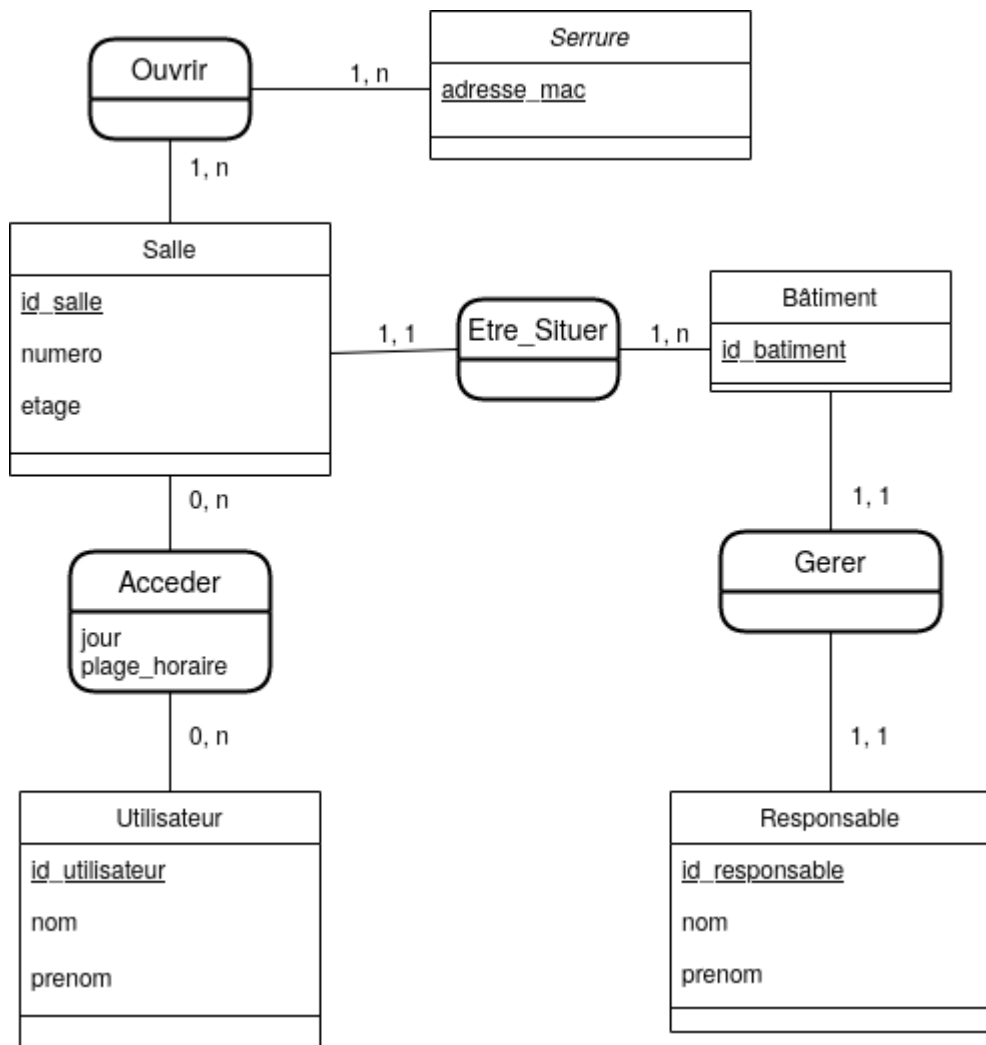 Serrure
Ouvrir
1, n
adresse_mac
1, n
Salle
id_salle
numero
etage
1, 1
Etre_Situer
1, n
Bâtiment
id_batiment
0, n
1, 1
Acceder
jour
plage_horaire
Gerer
0, n
1, 1
Utilisateur
id_utilisateur
nom
prenom
Responsable
id_responsable
nom
prenom